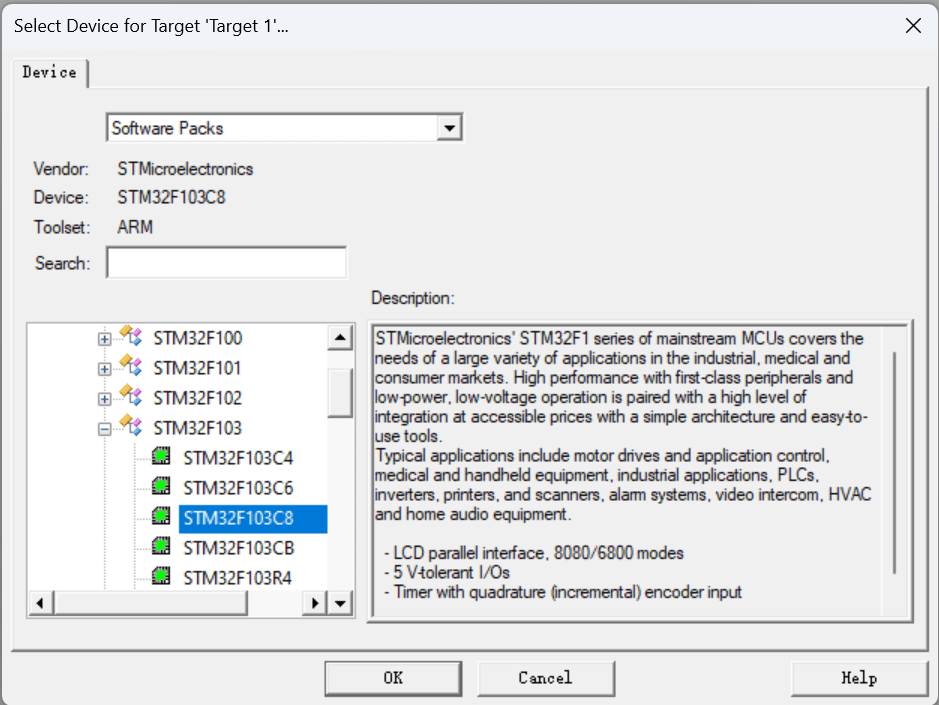 Select Device for Target 'Target 1'...
Device
Software Packs
Vendor: STMicroelectronics
Device: STM32F103C8
Toolset: ARM
Search:
Description:
STM32F100
STM32F101
STM32F102
STM32F103
STM32F103C4
STM32F103C6
STM32F103C8
STM32F103CB
STM32F103R4
STMicroelectronics' STM32F1 series of mainstream MCUs covers the
needs of a large variety of applications in the industrial, medical and
consumer markets. High performance with first-class peripherals and
low-power, low-voltage operation is paired with a high level of
integration at accessible prices with a simple architecture and easy-to-
use tools.
Typical applications include motor drives and application control,
medical and handheld equipment, industrial applications, PLCs,
inverters, printers, and scanners, alarm systems, video intercom, HVAC
and home audio equipment.
- LCD parallel interface, 8080/6800 modes
- 5 V-tolerant I/Os
- Timer with quadrature (incremental) encoder input
OK
Cancel
Help